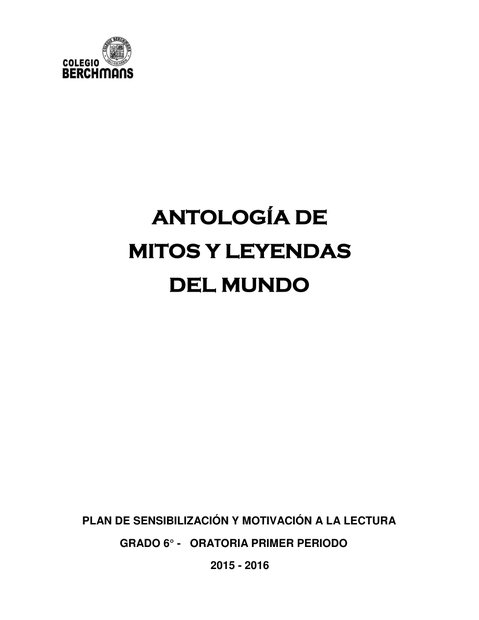 COLEGIO
BERCHMANS
ANTOLOGÍA DE
MITOS Y LEYENDAS
DEL MUNDO
PLAN DE SENSIBILIZACIÓN Y MOTIVACIÓN A LA LECTURA
GRADO 6° - ORATORIA PRIMER PERIODO
2015 - 2016